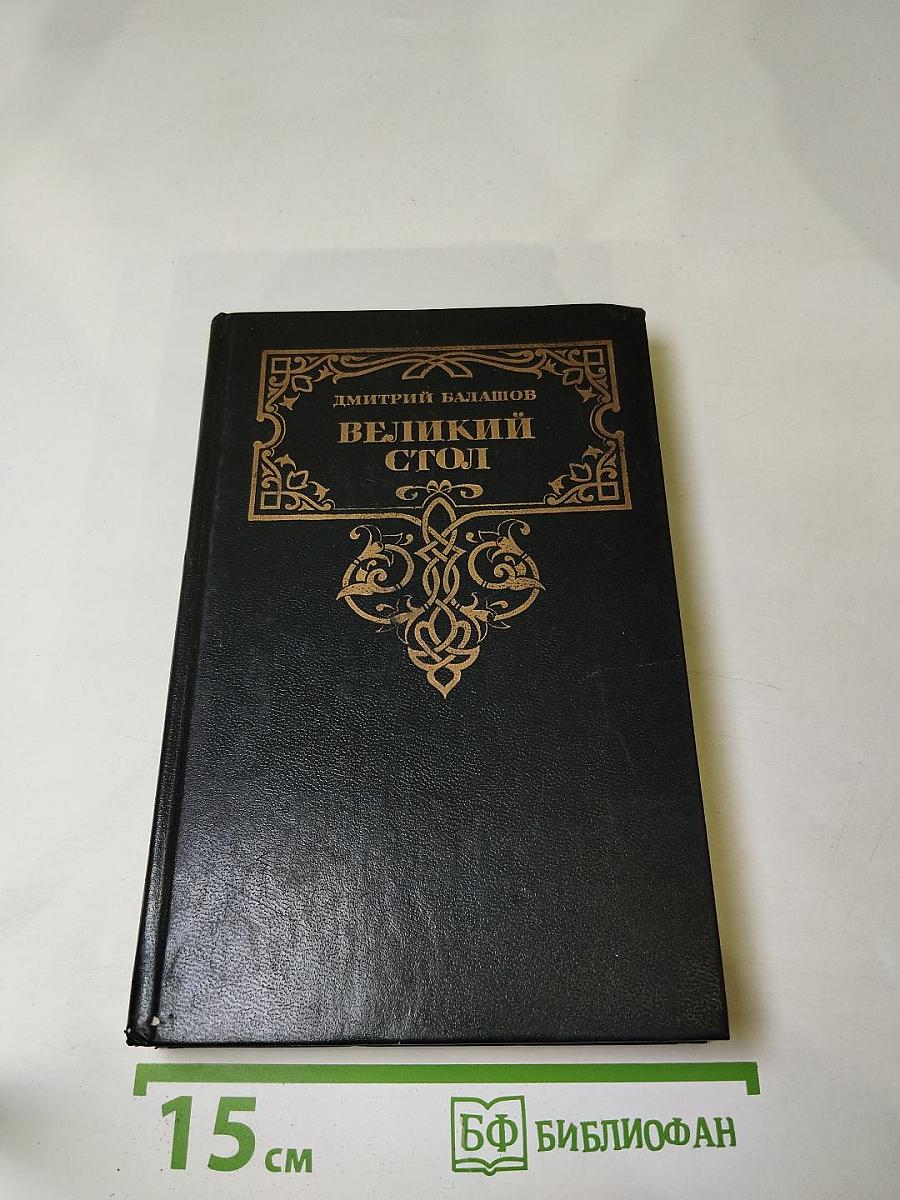 ДМИТРИЙ БАЛАШОВ
ВЕЛИКИЙ
СТОЛ
15 см
БФ БИБЛИОФАН